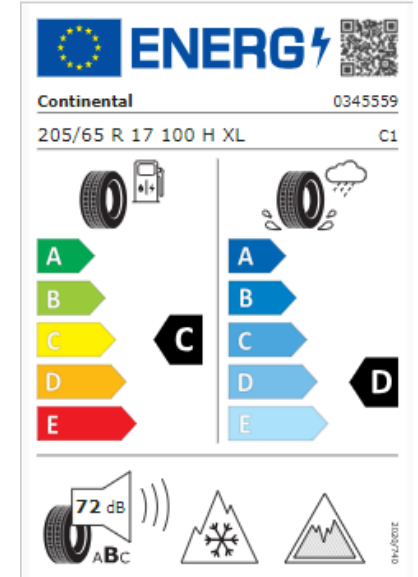 ENERG
Continental 0345559
205/65 R 17 100 H XL C1
A A
B B
C C C
D D D
E E
72 dB
ABC
2020/740